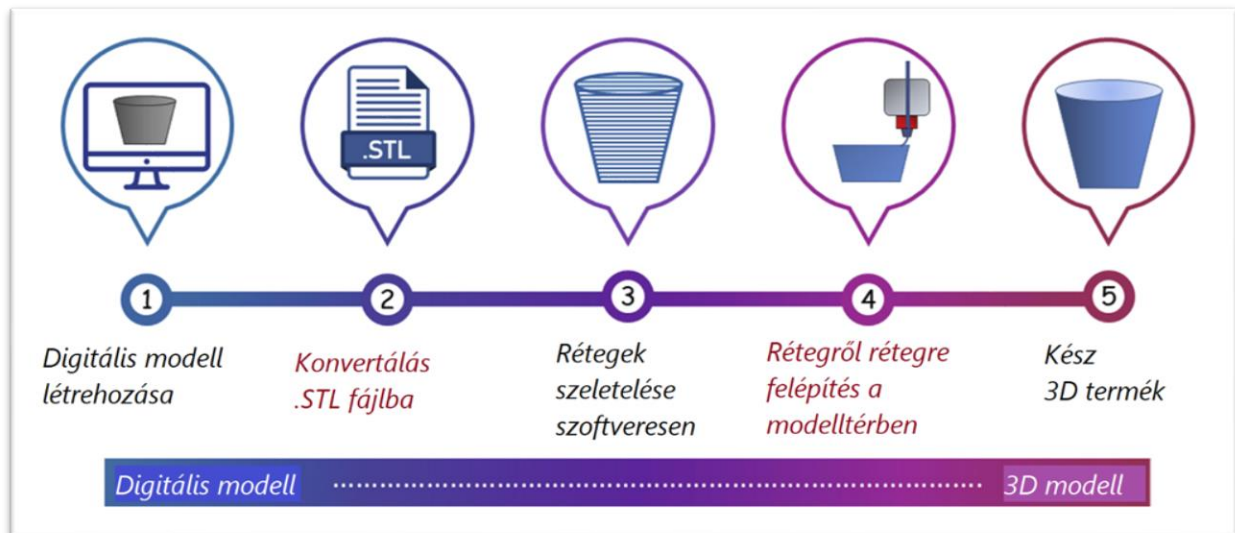 .STL
1
2
3
4
5
Digitális modell
létrehozása
Konvertálás
.STL fájlba
Rétegek
szeletelése
szoftveresen
Rétegről rétegre
felépítés a
modelltérben
Kész
3D termék
Digitális modell ........................................................................ 3D modell